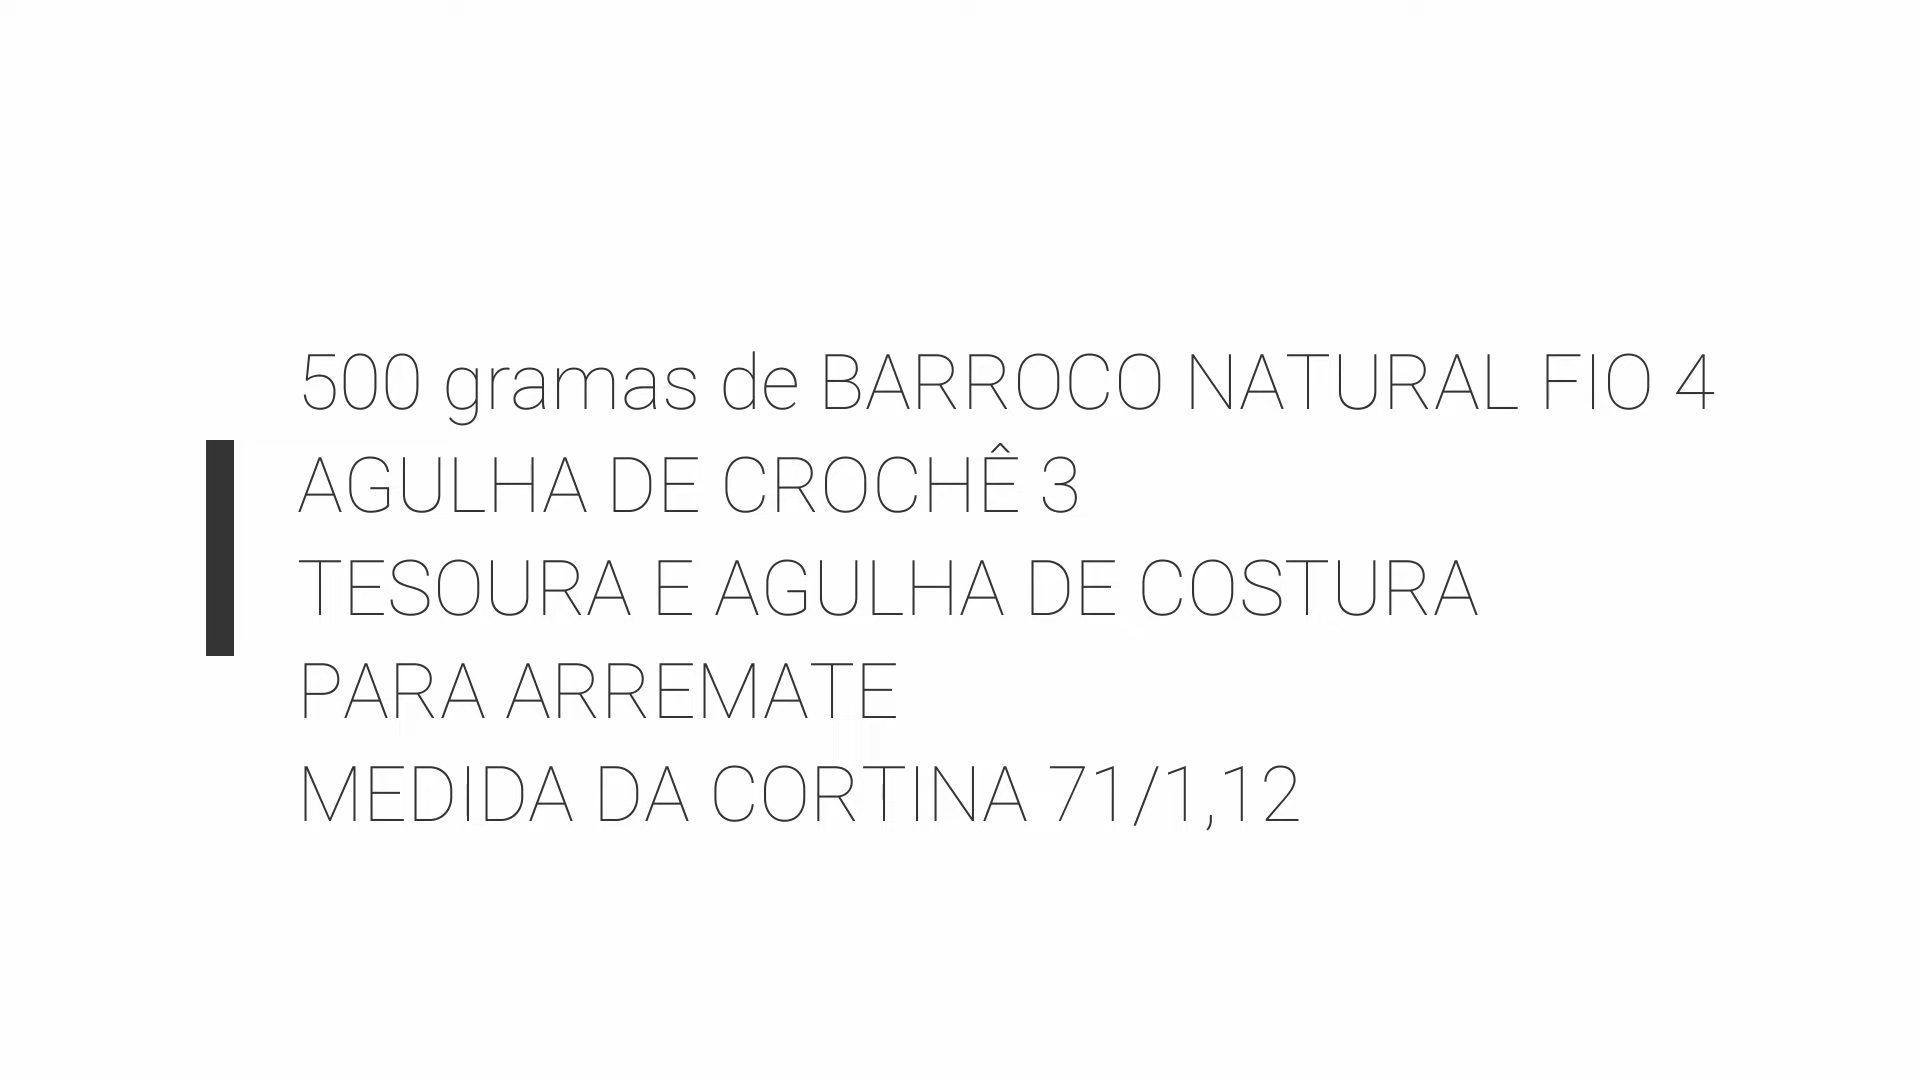 500 gramas de BARROCO NATURAL FIO 4
AGULHA DE CROCHÊ 3
TESOURA E AGULHA DE COSTURA
PARA ARREMATE
MEDIDA DA CORTINA 71/1,12